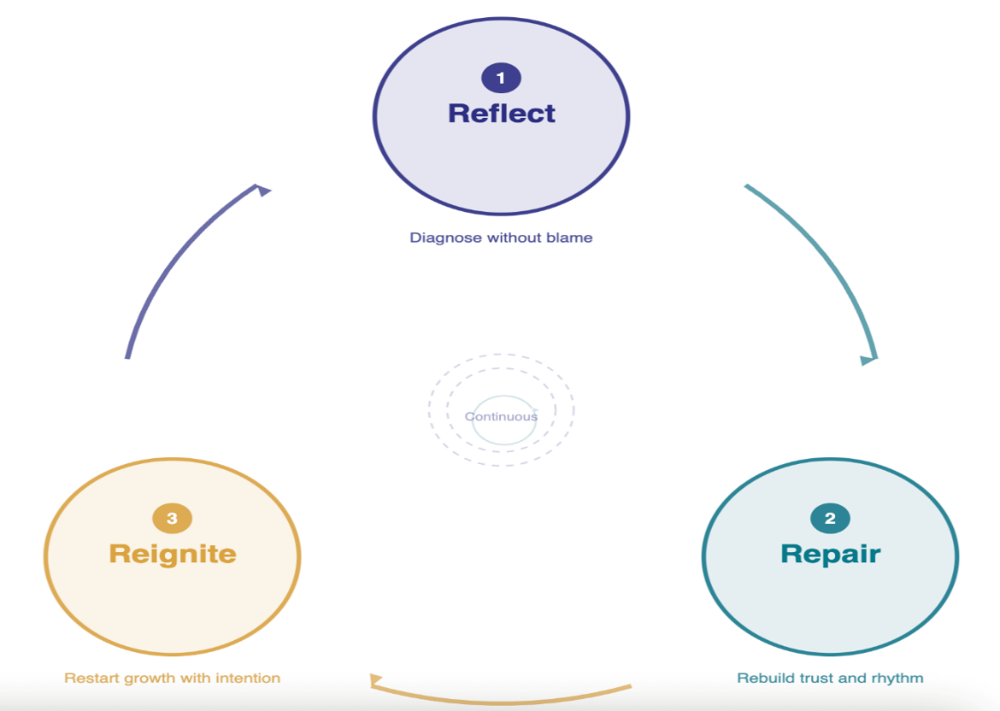 1
Reflect
Diagnose without blame
Continuous
3
Reignite
Restart growth with intention
2
Repair
Rebuild trust and rhythm